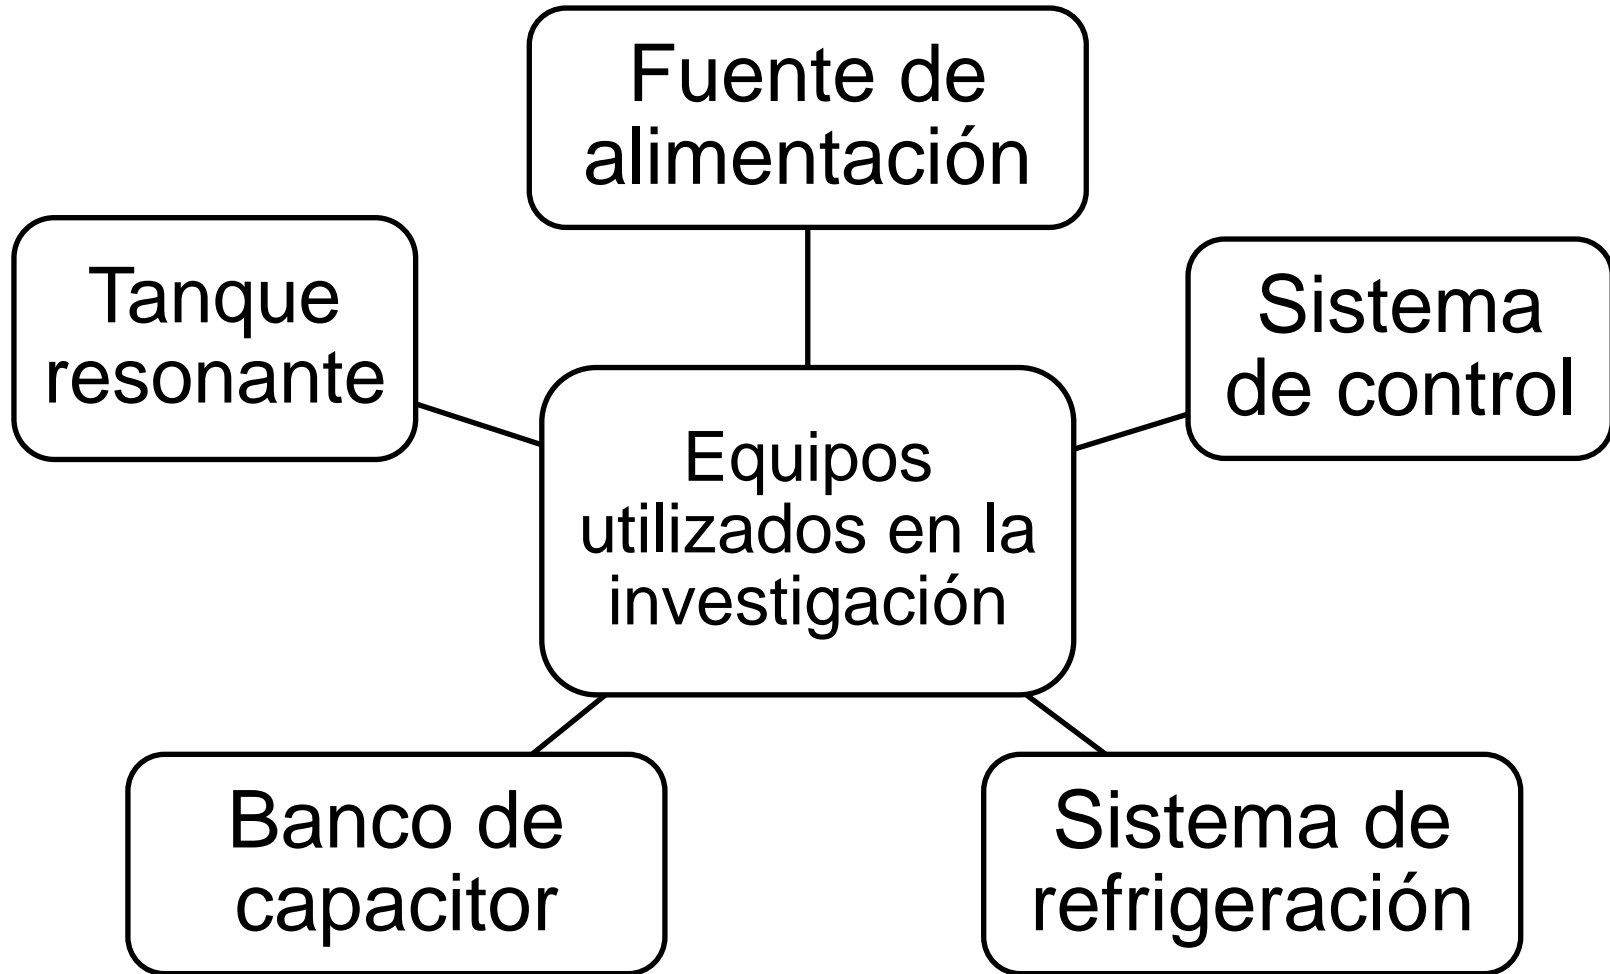 Fuente de
alimentación
Tanque
resonante
Sistema
de control
Equipos
utilizados en la
investigación
Banco de
capacitor
Sistema de
refrigeración